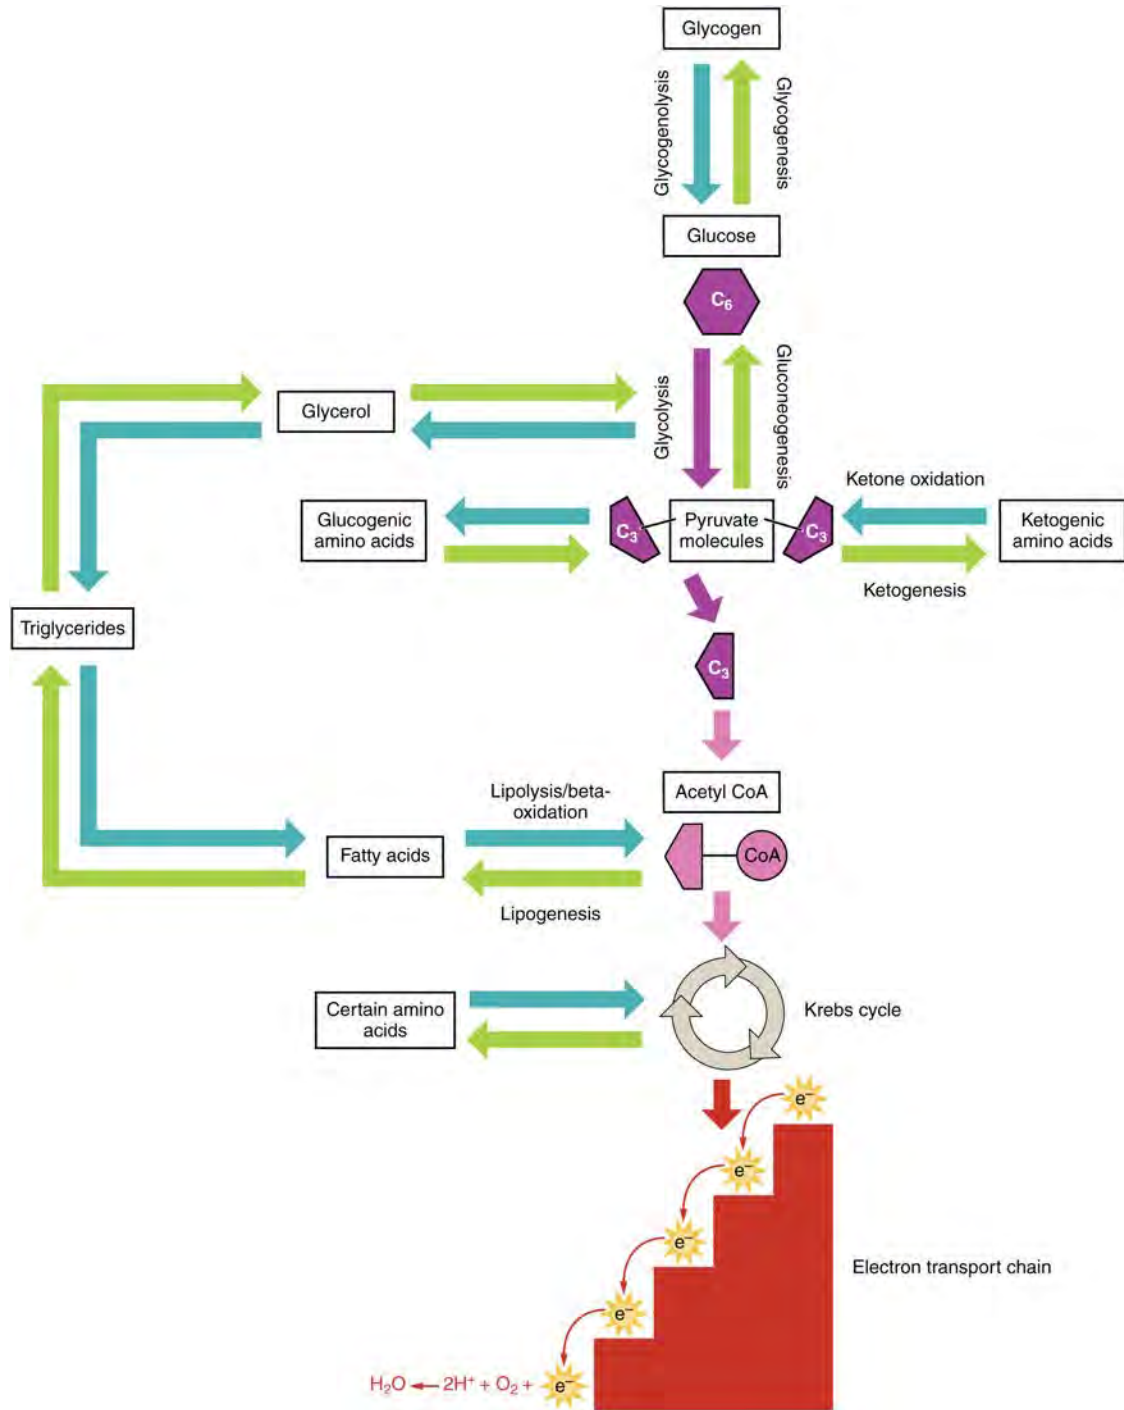 Glycogen
Glycogenolysis
Glycogenesis
Glucose
C₆
Glycolysis
Gluconeogenesis
Glycerol
Glucogenic
amino acids
C₃
Pyruvate
molecules
C₃
Ketone oxidation
Ketogenic
amino acids
Ketogenesis
Triglycerides
C₃
Acetyl CoA
Lipolysis/beta-
oxidation
Fatty acids
CoA
Lipogenesis
Certain amino
acids
Krebs cycle
e⁻
e⁻
e⁻
e⁻
Electron transport chain
H₂O ← 2H⁺ + O₂ + e⁻